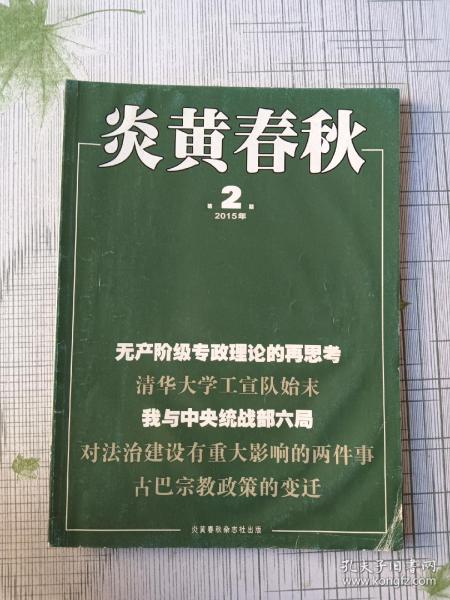 炎黄春秋
第2期
2015年
无产阶级专政理论的再思考
清华大学工宣队始末
我与中央统战部六局
对法治建设有重大影响的两件事
古巴宗教政策的变迁
炎黄春秋杂志社出版
孔夫子旧书网
www.kongfz.com